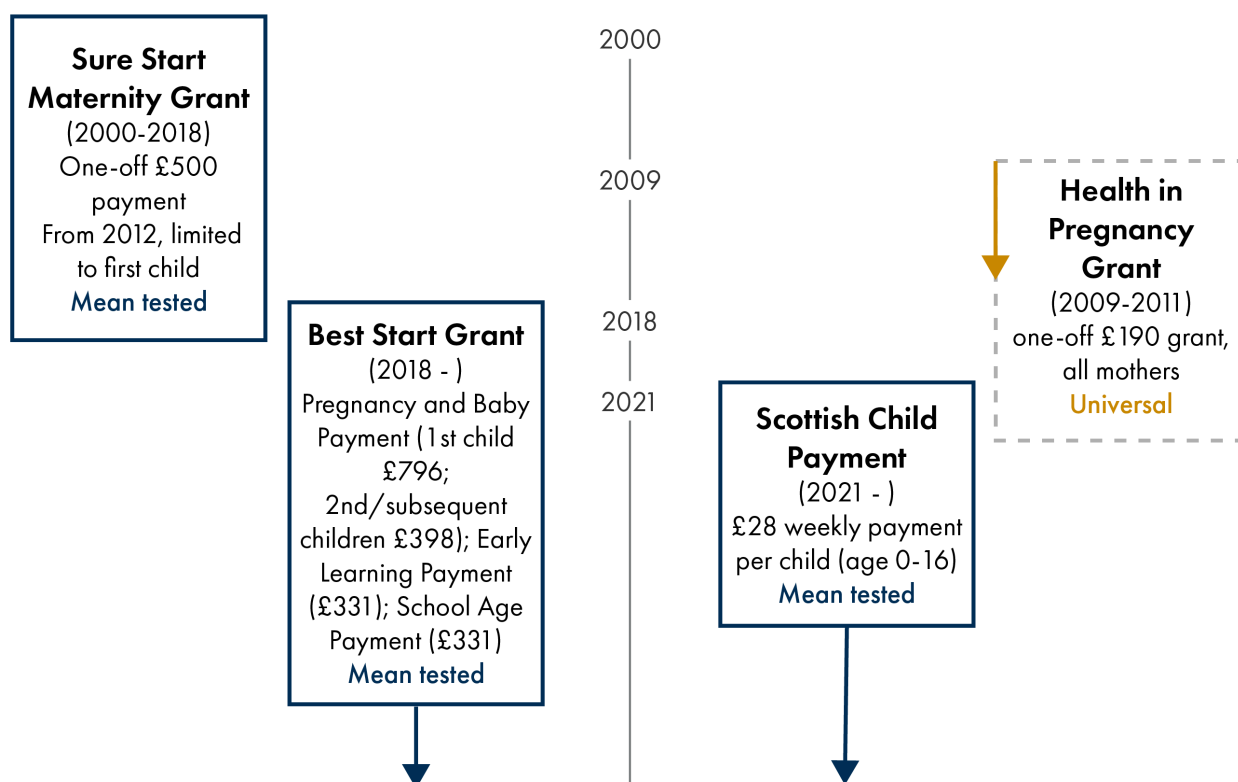 Sure Start
Maternity Grant
(2000-2018)
One-off £500
payment
From 2012, limited
to first child
Mean tested
Best Start Grant
(2018 - )
Pregnancy and Baby
Payment (1st child
£796;
2nd/subsequent
children £398); Early
Learning Payment
(£331); School Age
Payment (£331)
Mean tested
2000
2009
2018
2021
Scottish Child
Payment
(2021 - )
£28 weekly payment
per child (age 0-16)
Mean tested
Health in
Pregnancy
Grant
(2009-2011)
one-off £190 grant,
all mothers
Universal